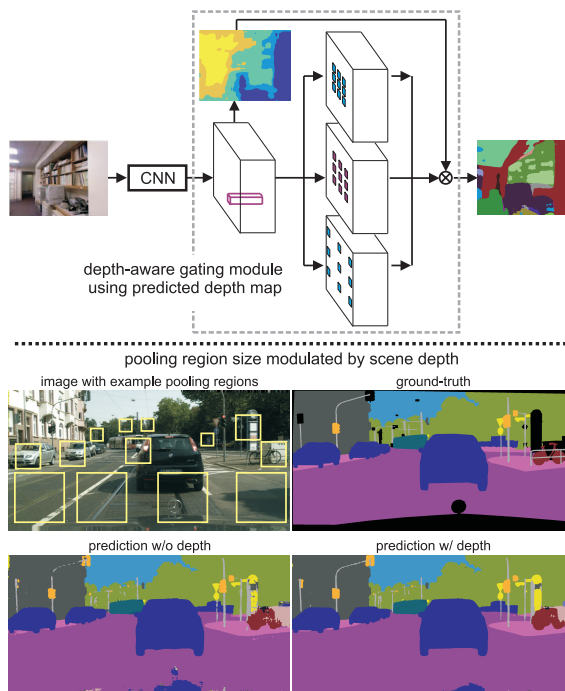 CNN
depth-aware gating module
using predicted depth map
pooling region size modulated by scene depth
image with example pooling regions
ground-truth
prediction w/o depth
prediction w/ depth